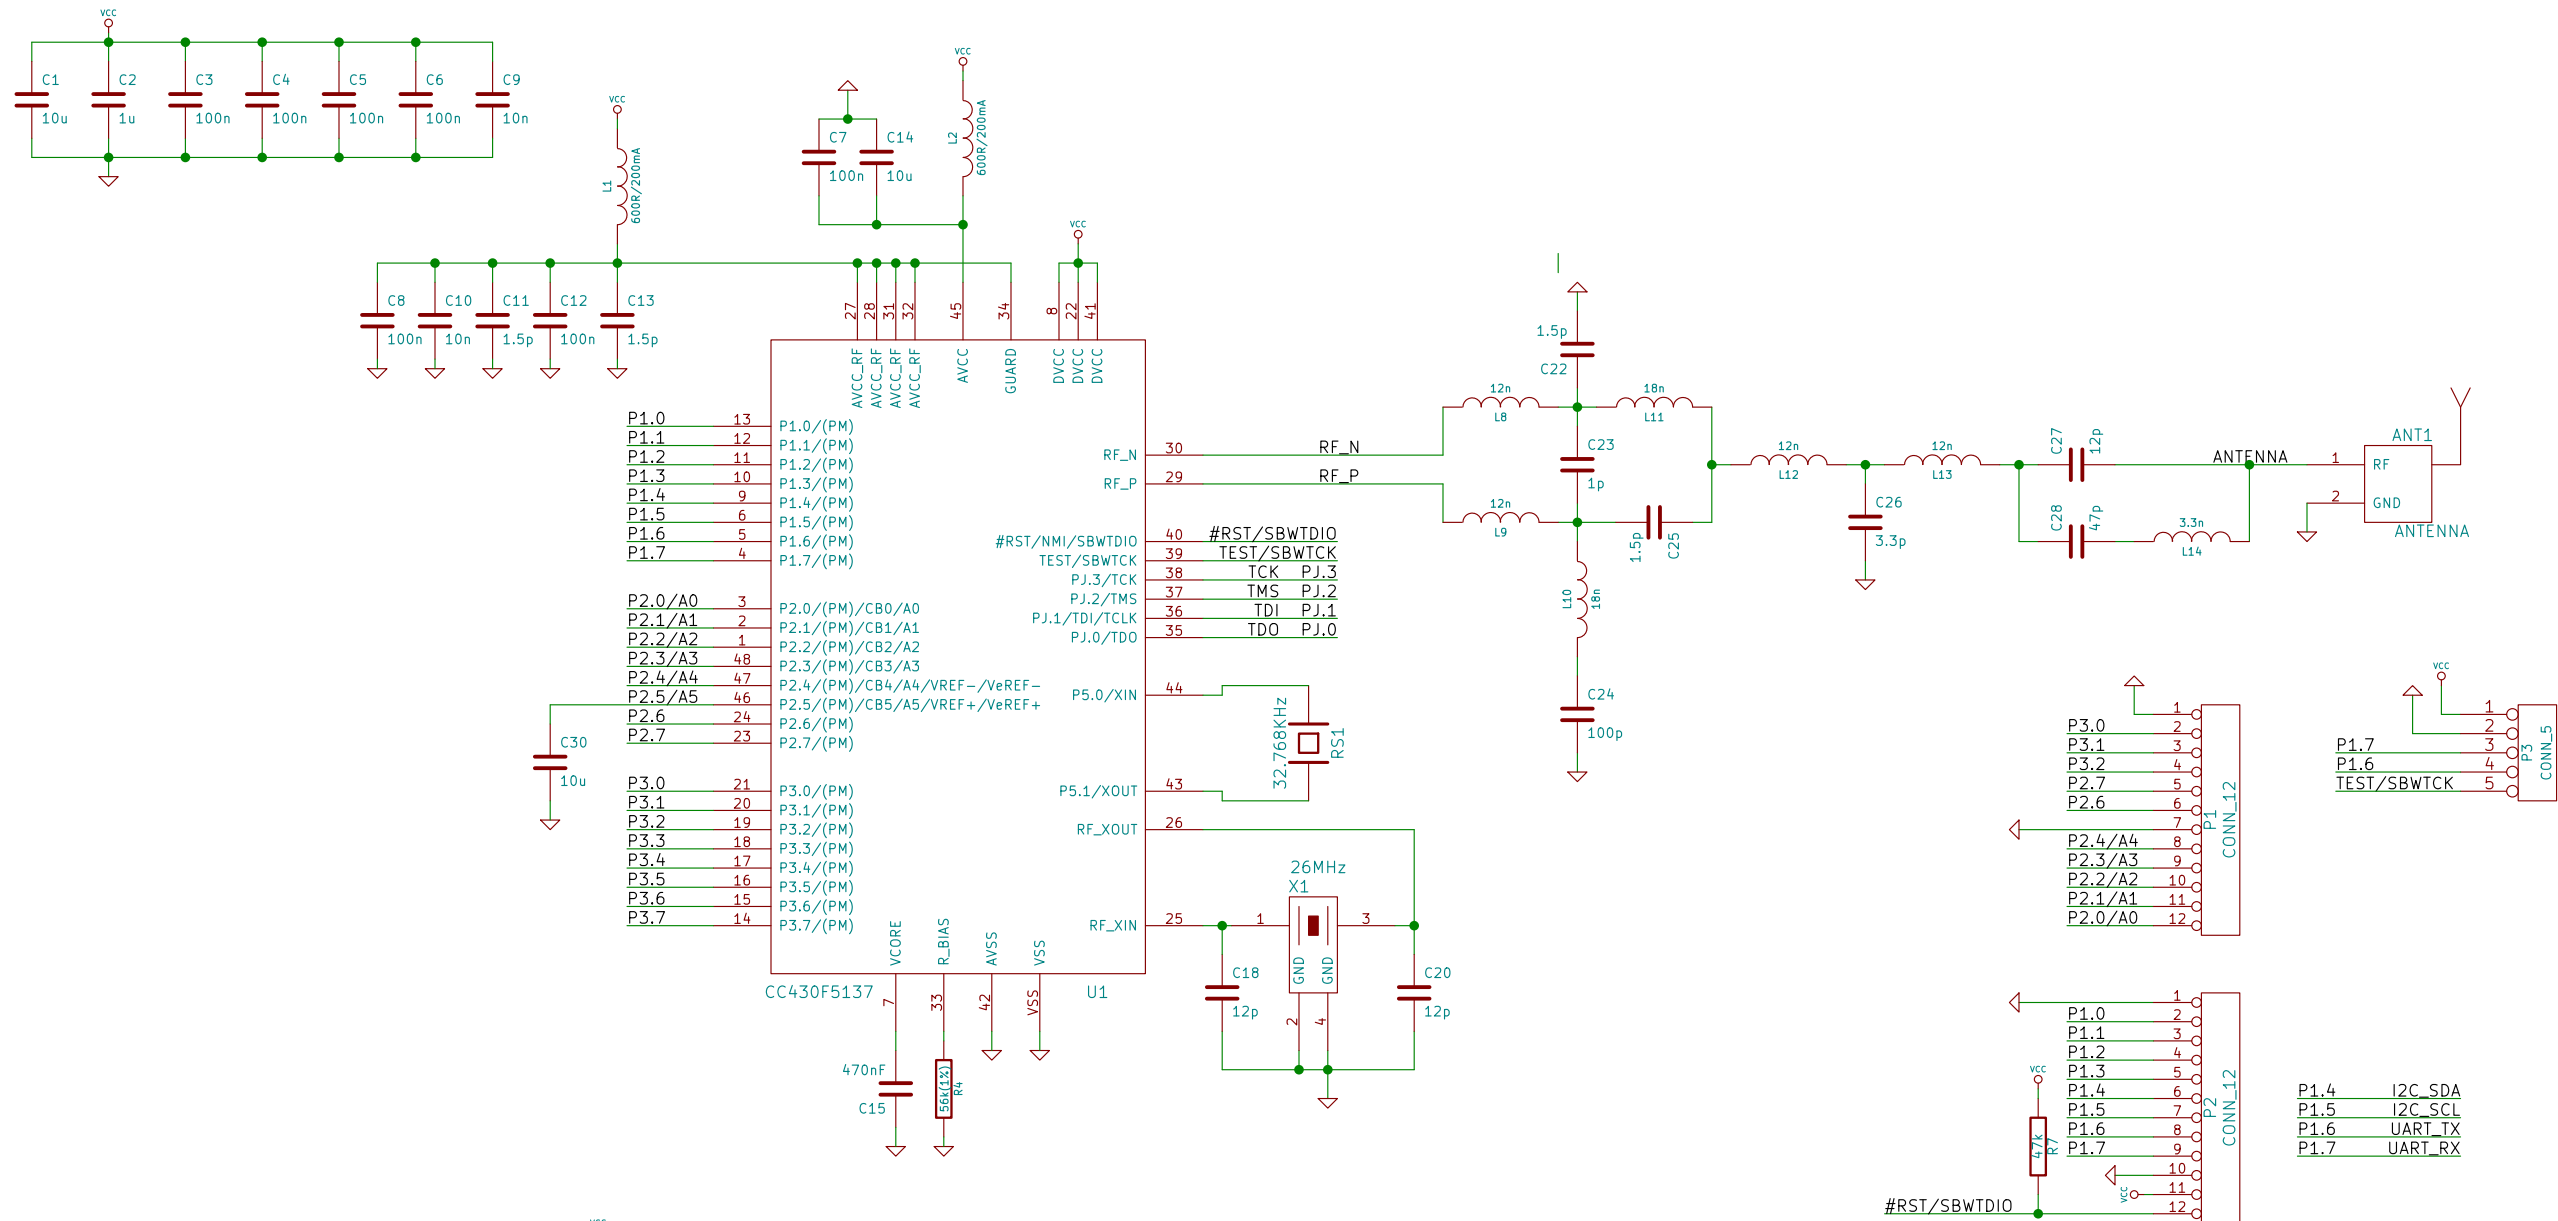 VCC
C1
10u
C2
1u
C3
100n
C4
100n
C5
100n
C6
100n
C9
10n
VCC
L1
600R/200mA
C7
100n
C14
10u
VCC
L2
600R/200mA
VCC
C8
100n
C10
10n
C11
1.5p
C12
100n
C13
1.5p
27
28
31
32
45
34
8
22
41
AVCC_RF
AVCC_RF
AVCC_RF
AVCC_RF
AVCC
GUARD
DVCC
DVCC
DVCC
P1.0 13 P1.0/(PM)
P1.1 12 P1.1/(PM)
P1.2 11 P1.2/(PM)
P1.3 10 P1.3/(PM)
P1.4 9 P1.4/(PM)
P1.5 6 P1.5/(PM)
P1.6 5 P1.6/(PM)
P1.7 4 P1.7/(PM)
P2.0/A0 3 P2.0/(PM)/CB0/A0
P2.1/A1 2 P2.1/(PM)/CB1/A1
P2.2/A2 1 P2.2/(PM)/CB2/A2
P2.3/A3 48 P2.3/(PM)/CB3/A3
P2.4/A4 47 P2.4/(PM)/CB4/A4/VREF-/VeREF-
P2.5/A5 46 P2.5/(PM)/CB5/A5/VREF+/VeREF+
P2.6 24 P2.6/(PM)
P2.7 23 P2.7/(PM)
C30
10u
P3.0 21 P3.0/(PM)
P3.1 20 P3.1/(PM)
P3.2 19 P3.2/(PM)
P3.3 18 P3.3/(PM)
P3.4 17 P3.4/(PM)
P3.5 16 P3.5/(PM)
P3.6 15 P3.6/(PM)
P3.7 14 P3.7/(PM)
RF_N 30 RF_N
RF_P 29 RF_P
#RST/NMI/SBWTDIO 40 #RST/SBWTDIO
TEST/SBWTCK 39 TEST/SBWTCK
PJ.3/TCK 38 TCK PJ.3
PJ.2/TMS 37 TMS PJ.2
PJ.1/TDI/TCLK 36 TDI PJ.1
PJ.0/TDO 35 TDO PJ.0
P5.0/XIN 44
32.768KHz
RS1
P5.1/XOUT 43
RF_XOUT 26
26MHz
X1
RF_XIN 25
1
3
GND
GND
2
4
C18
12p
C20
12p
VCORE
R_BIAS
AVSS
VSS
CC430F5137
U1
7
33
42
VSS
470nF
C15
56k(1%)
R4
1.5p
C22
12n
L8
18n
L11
C23
1p
12n
L9
1.5p
C25
L10
18n
C24
100p
12n
L12
12n
L13
C26
3.3p
C27
12p
C28
47p
3.3n
L14
ANTENNA
1 RF
2 GND
ANT1
ANTENNA
1
P3.0 2
P3.1 3
P3.2 4
P2.7 5
P2.6 6
7
P2.4/A4 8
P2.3/A3 9
P2.2/A2 10
P2.1/A1 11
P2.0/A0 12
P1
CONN_12
VCC
1
2
P1.7 3
P1.6 4
TEST/SBWTCK 5
P3
CONN_5
1
P1.0 2
P1.1 3
P1.2 4
P1.3 5
P1.4 6
P1.5 7
P1.6 8
P1.7 9
10
VCC 11
#RST/SBWTDIO 12
P2
CONN_12
VCC
47k
R7
P1.4 I2C_SDA
P1.5 I2C_SCL
P1.6 UART_TX
P1.7 UART_RX
VCC